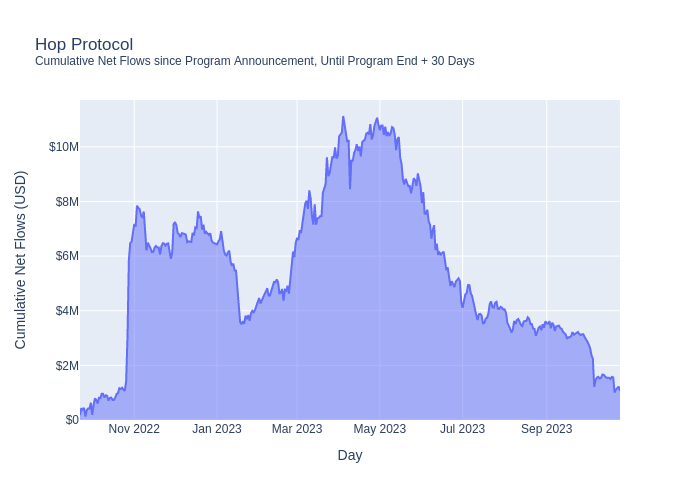 Hop Protocol
Cumulative Net Flows since Program Announcement, Until Program End + 30 Days
Cumulative Net Flows (USD)
$10M
$8M
$6M
$4M
$2M
$0
Nov 2022 Jan 2023 Mar 2023 May 2023 Jul 2023 Sep 2023
Day